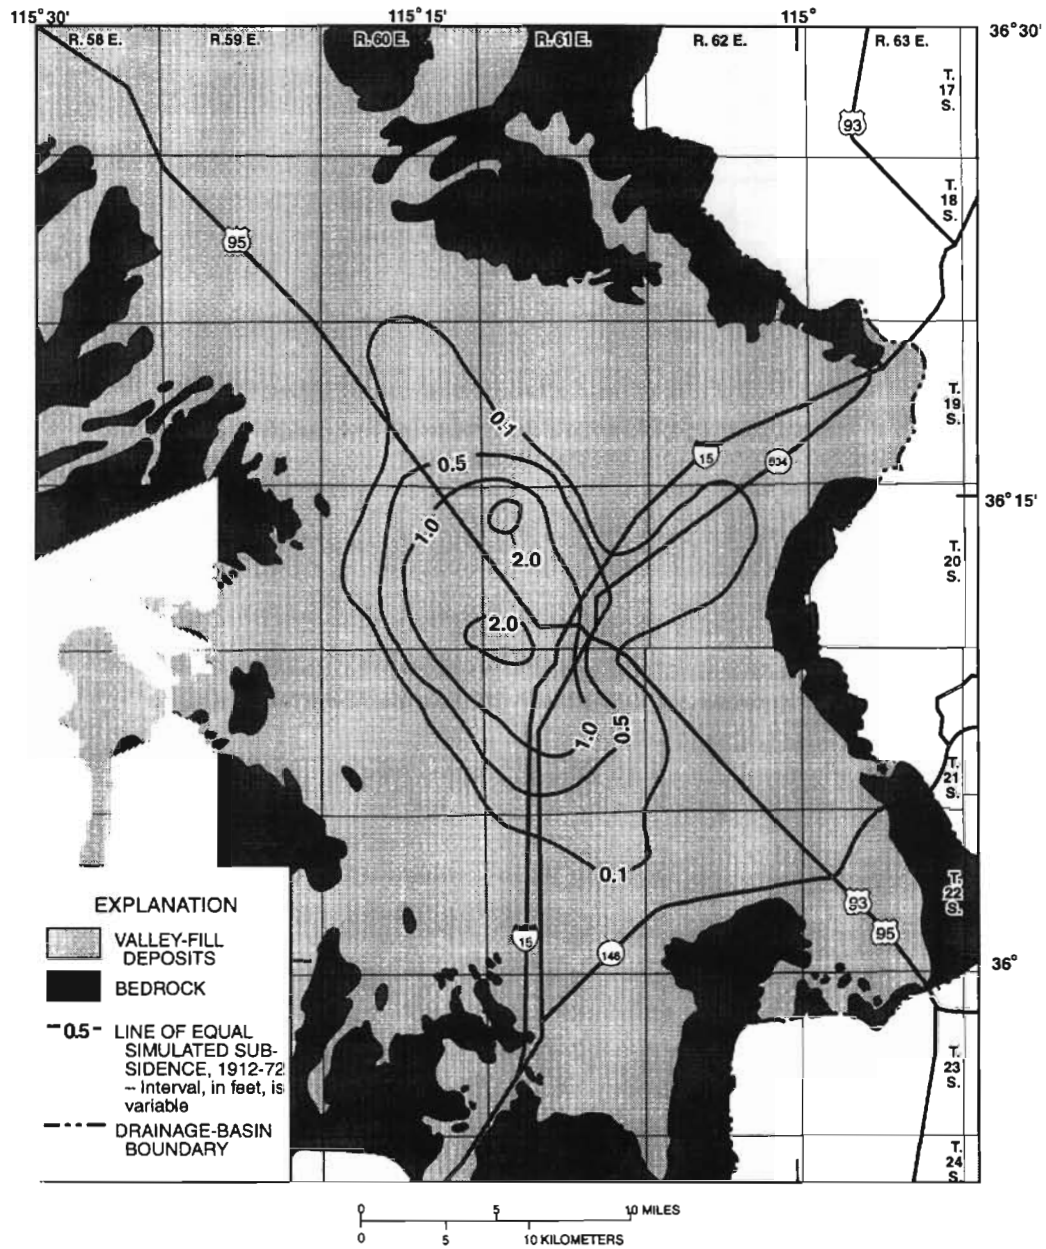 115°30'
115°15'
115°
36°30'
R. 58 E.
R.59 E.
R. 60 E.
R. 61 E.
R. 62 E.
R. 63 E.
T.
17
S.
93
T.
18
S.
95
T.
19
S.
0.1
0.5
15
604
36°15'
1.0
2.0
T.
20
S.
2.0
1.0
0.5
T.
21
S.
0.1
T.
22
S.
93
95
15
146
36°
T.
23
S.
T.
24
S.
EXPLANATION
VALLEY-FILL
DEPOSITS
BEDROCK
0.5
LINE OF EQUAL
SIMULATED SUB-
SIDENCE, 1912-72
-- Interval, in feet, is
variable
DRAINAGE-BASIN
BOUNDARY
0 5 10 MILES
0 5 10 KILOMETERS